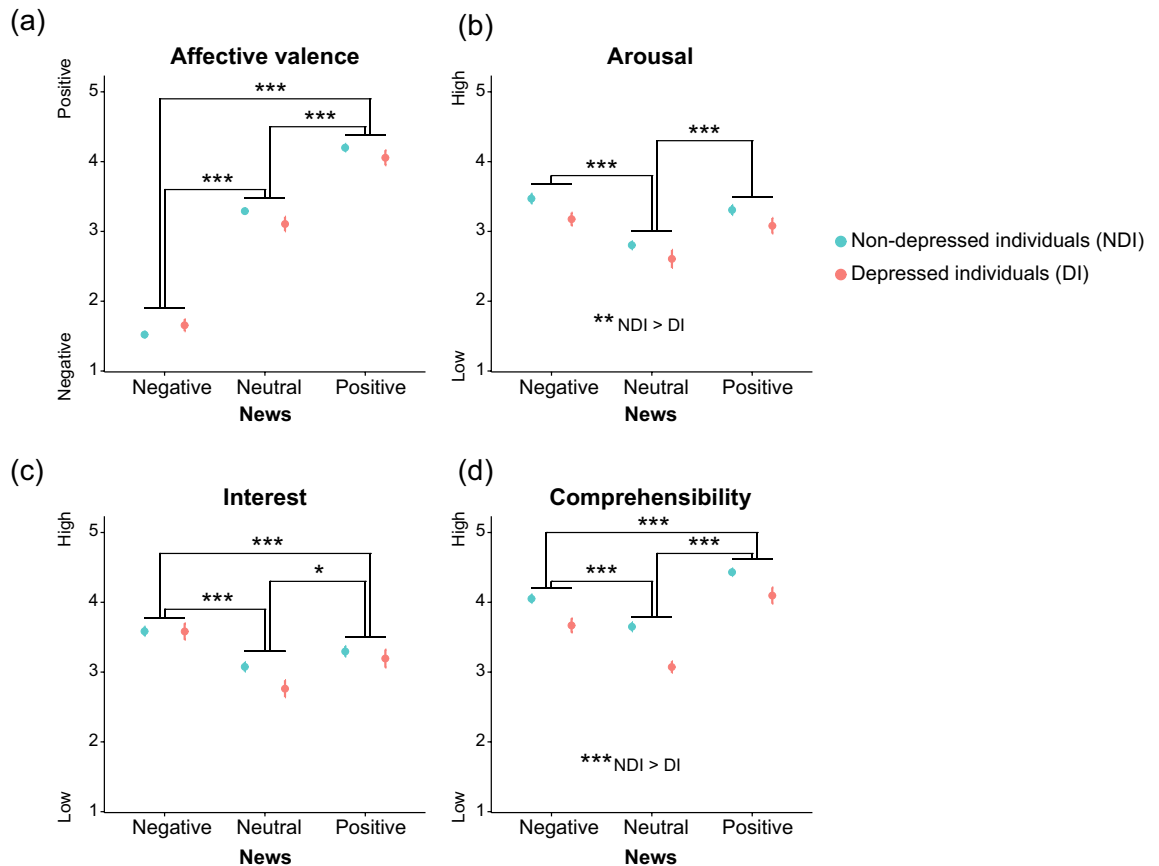 (a)
Affective valence
Positive
Negative
5
4
3
2
1
***
***
***
Negative Neutral Positive
News
(b)
Arousal
High
Low
5
4
3
2
1
***
***
** NDI > DI
Negative Neutral Positive
News
Non-depressed individuals (NDI)
Depressed individuals (DI)
(c)
Interest
High
Low
5
4
3
2
1
***
*
***
Negative Neutral Positive
News
(d)
Comprehensibility
High
Low
5
4
3
2
1
***
***
***
*** NDI > DI
Negative Neutral Positive
News